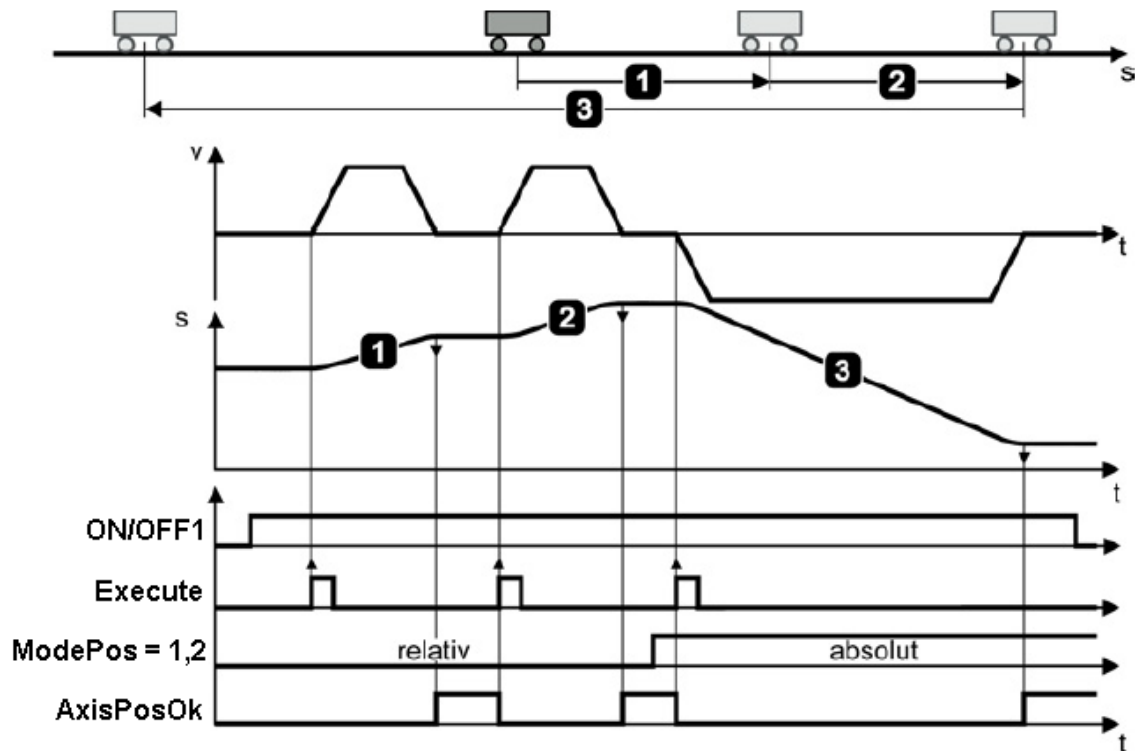 s
1
2
3
v
t
s
1
2
3
t
ON/OFF1
Execute
ModePos = 1,2
relativ
absolut
AxisPosOk
t